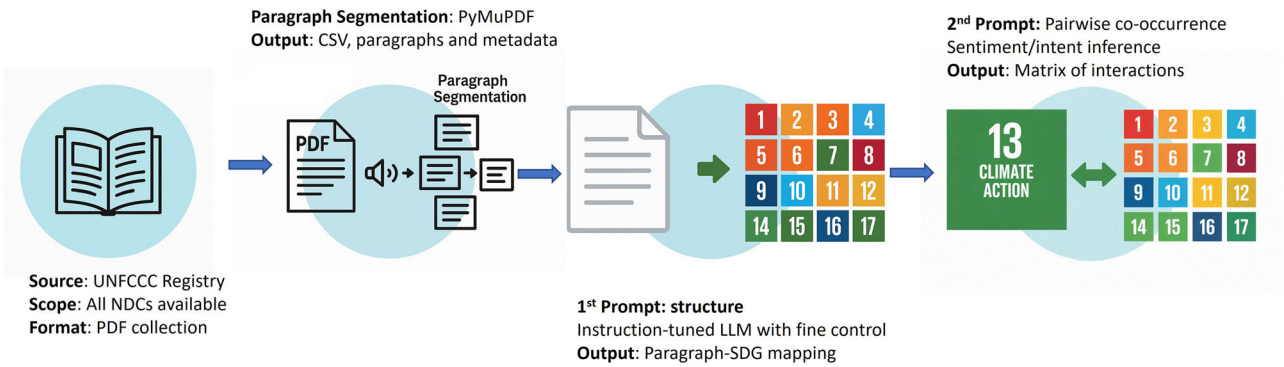 Paragraph Segmentation: PyMuPDF
Output: CSV, paragraphs and metadata
2nd Prompt: Pairwise co-occurrence
Sentiment/intent inference
Output: Matrix of interactions
Paragraph
Segmentation
PDF
1 2 3 4
5 6 7 8
9 10 11 12
14 15 16 17
13
CLIMATE
ACTION
1 2 3 4
5 6 7 8
9 10 11 12
14 15 16 17
Source: UNFCCC Registry
Scope: All NDCs available
Format: PDF collection
1st Prompt: structure
Instruction-tuned LLM with fine control
Output: Paragraph-SDG mapping